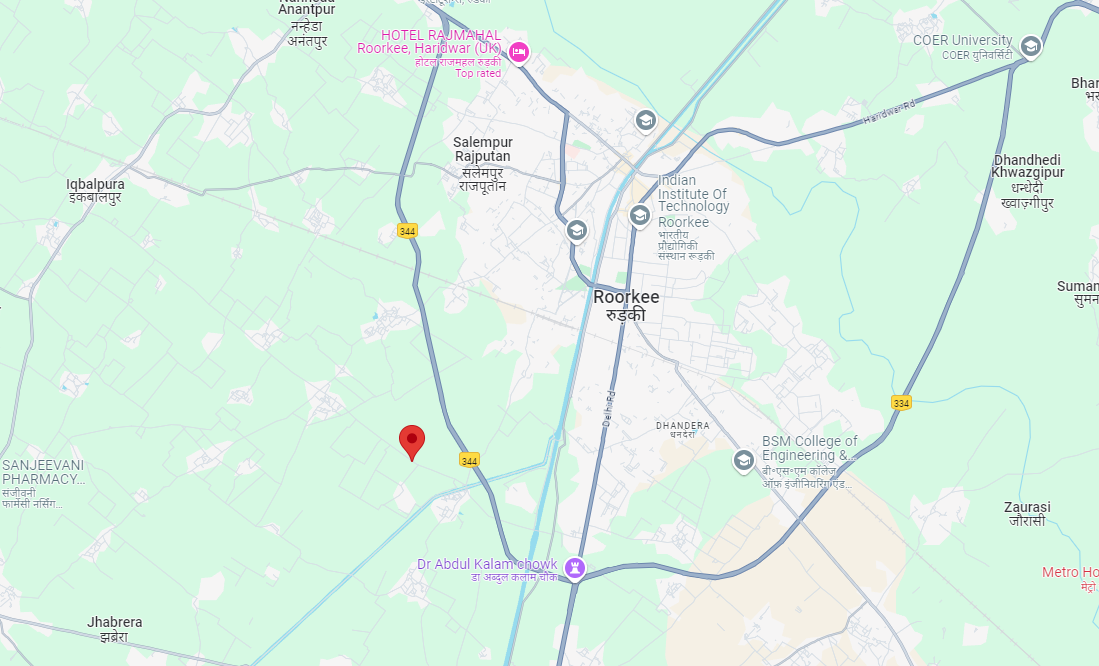 Anantpur
नन्हेडा
अनंतपुर
HOTEL RAJMAHAL
Roorkee, Haridwar (UK)
होटल राजमहल रुडकी
Top rated
COER University
COER युनिवर्सिटी
Haridwar Rd
Salempur
Rajputan
सलेमपुर
राजपूतान
Iqbalpura
इकबालपुर
Dhandhedi
Khwazgipur
धन्धेदी
ख्वाज़्गीपुर
Indian
Institute Of
Technology
Roorkee
भारतीय
प्रौद्योगिकी
संस्थान रूड़की
344
Roorkee
रुड़की
Delhi Rd
334
DHANDERA
धनदेरा
BSM College of
Engineering &...
बी॰एस॰एम कॉलेज
ऑफ़ इंजीनियरिंग एंड...
344
SANJEEVANI
PHARMACY...
संजीवनी
फार्मेसी नर्सिंग...
Zaurasi
जौरासी
Dr Abdul Kalam chowk
डा अब्दुल कलाम चौक
Jhabrera
झबरेरा